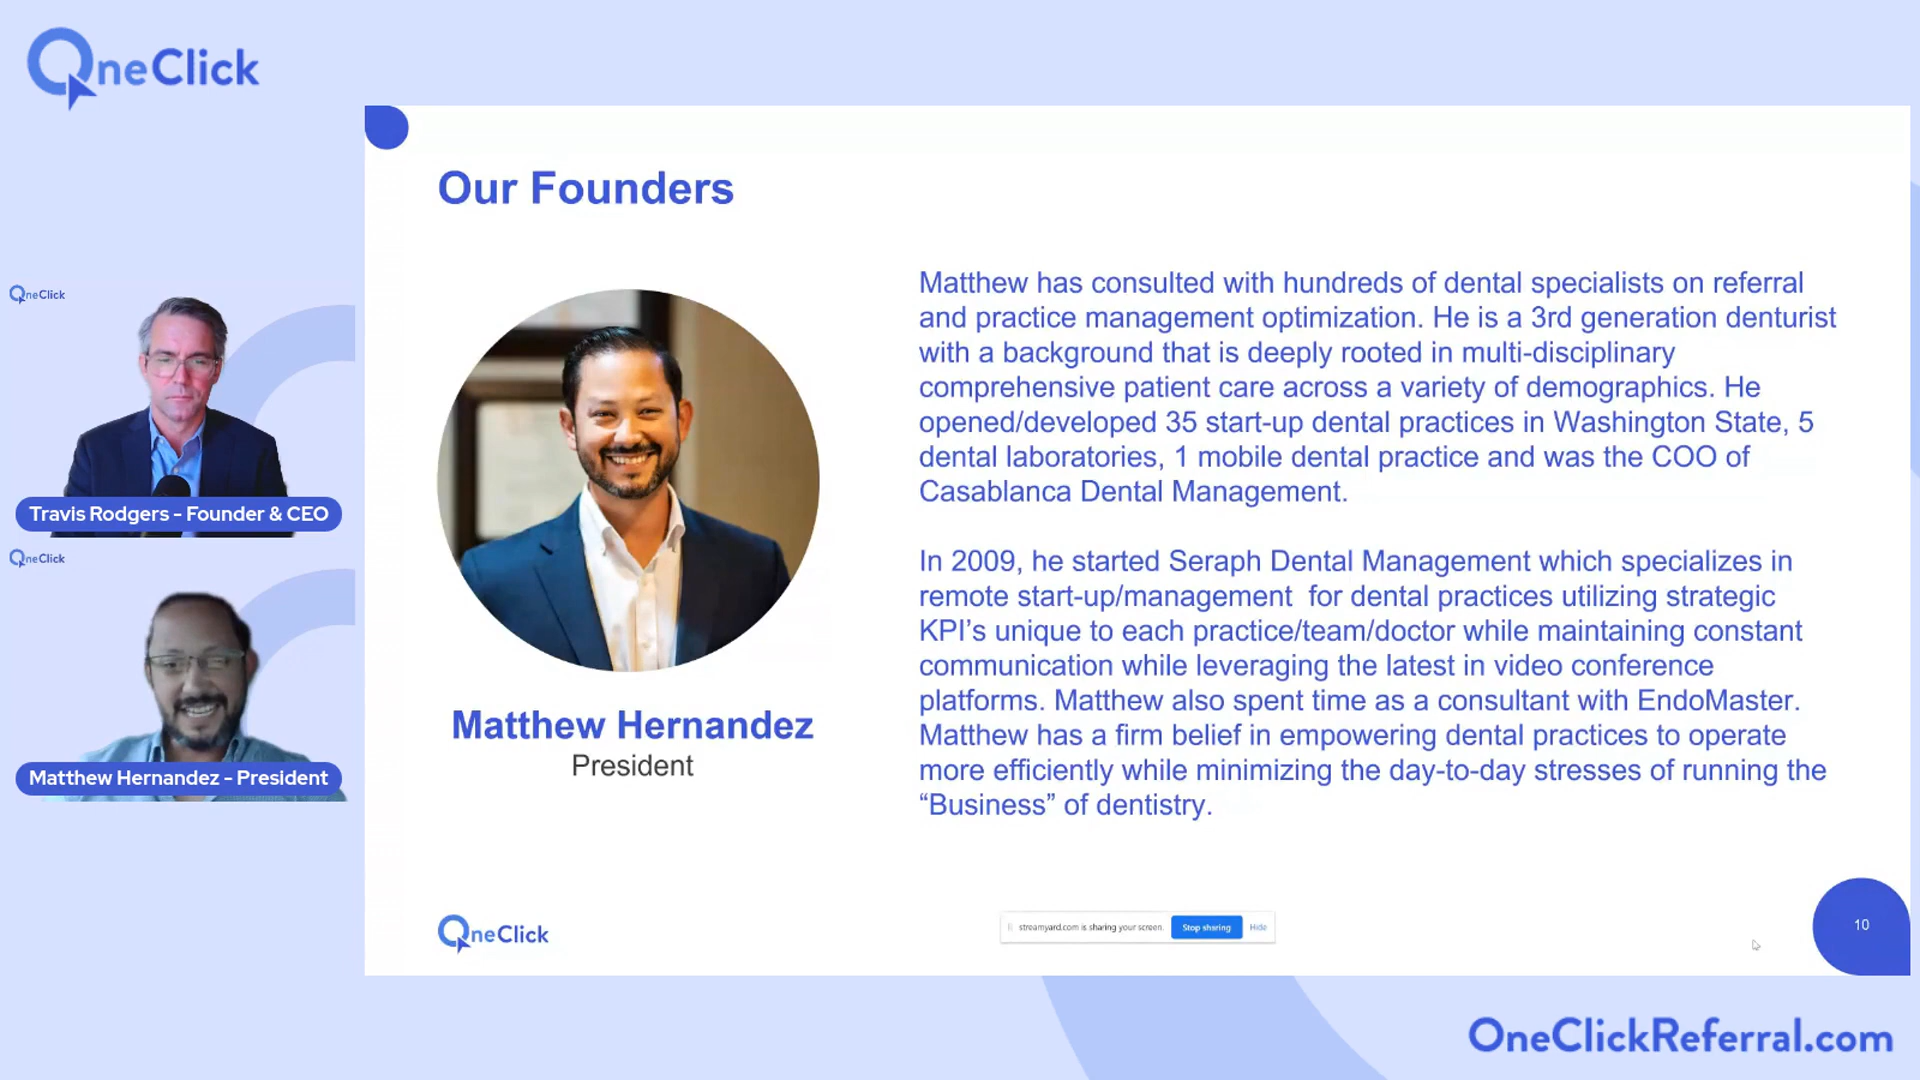 OneClick
Our Founders
Matthew has consulted with hundreds of dental specialists on referral
and practice management optimization. He is a 3rd generation denturist
with a background that is deeply rooted in multi-disciplinary
comprehensive patient care across a variety of demographics. He
opened/developed 35 start-up dental practices in Washington State, 5
dental laboratories, 1 mobile dental practice and was the COO of
Casablanca Dental Management.
In 2009, he started Seraph Dental Management which specializes in
remote start-up/management  for dental practices utilizing strategic
KPI’s unique to each practice/team/doctor while maintaining constant
communication while leveraging the latest in video conference
platforms. Matthew also spent time as a consultant with EndoMaster.
Matthew has a firm belief in empowering dental practices to operate
more efficiently while minimizing the day-to-day stresses of running the
“Business” of dentistry.
Matthew Hernandez
President
OneClick
Travis Rodgers - Founder & CEO
OneClick
Matthew Hernandez - President
OneClick
streamyard.com is sharing your screen.
Stop sharing
Hide
10
OneClickReferral.com